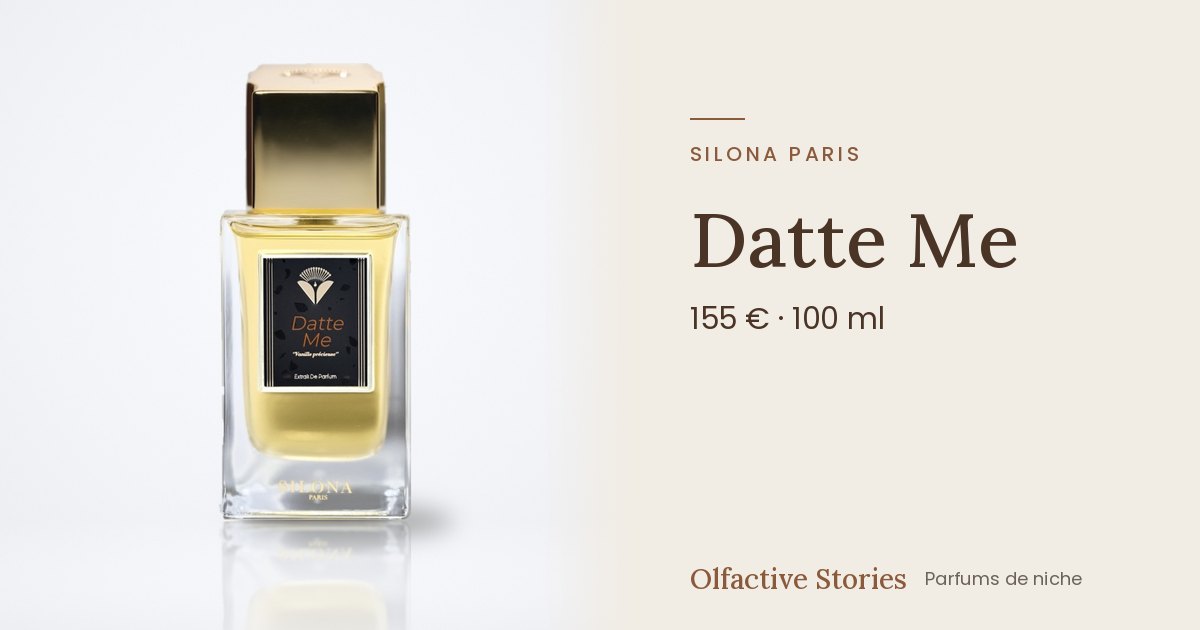 Datte
Me
"Vanille précieuse"
Extrait De Parfum
SILONA
PARIS
SILONA PARIS
Datte Me
155 € · 100 ml
Olfactive Stories Parfums de niche